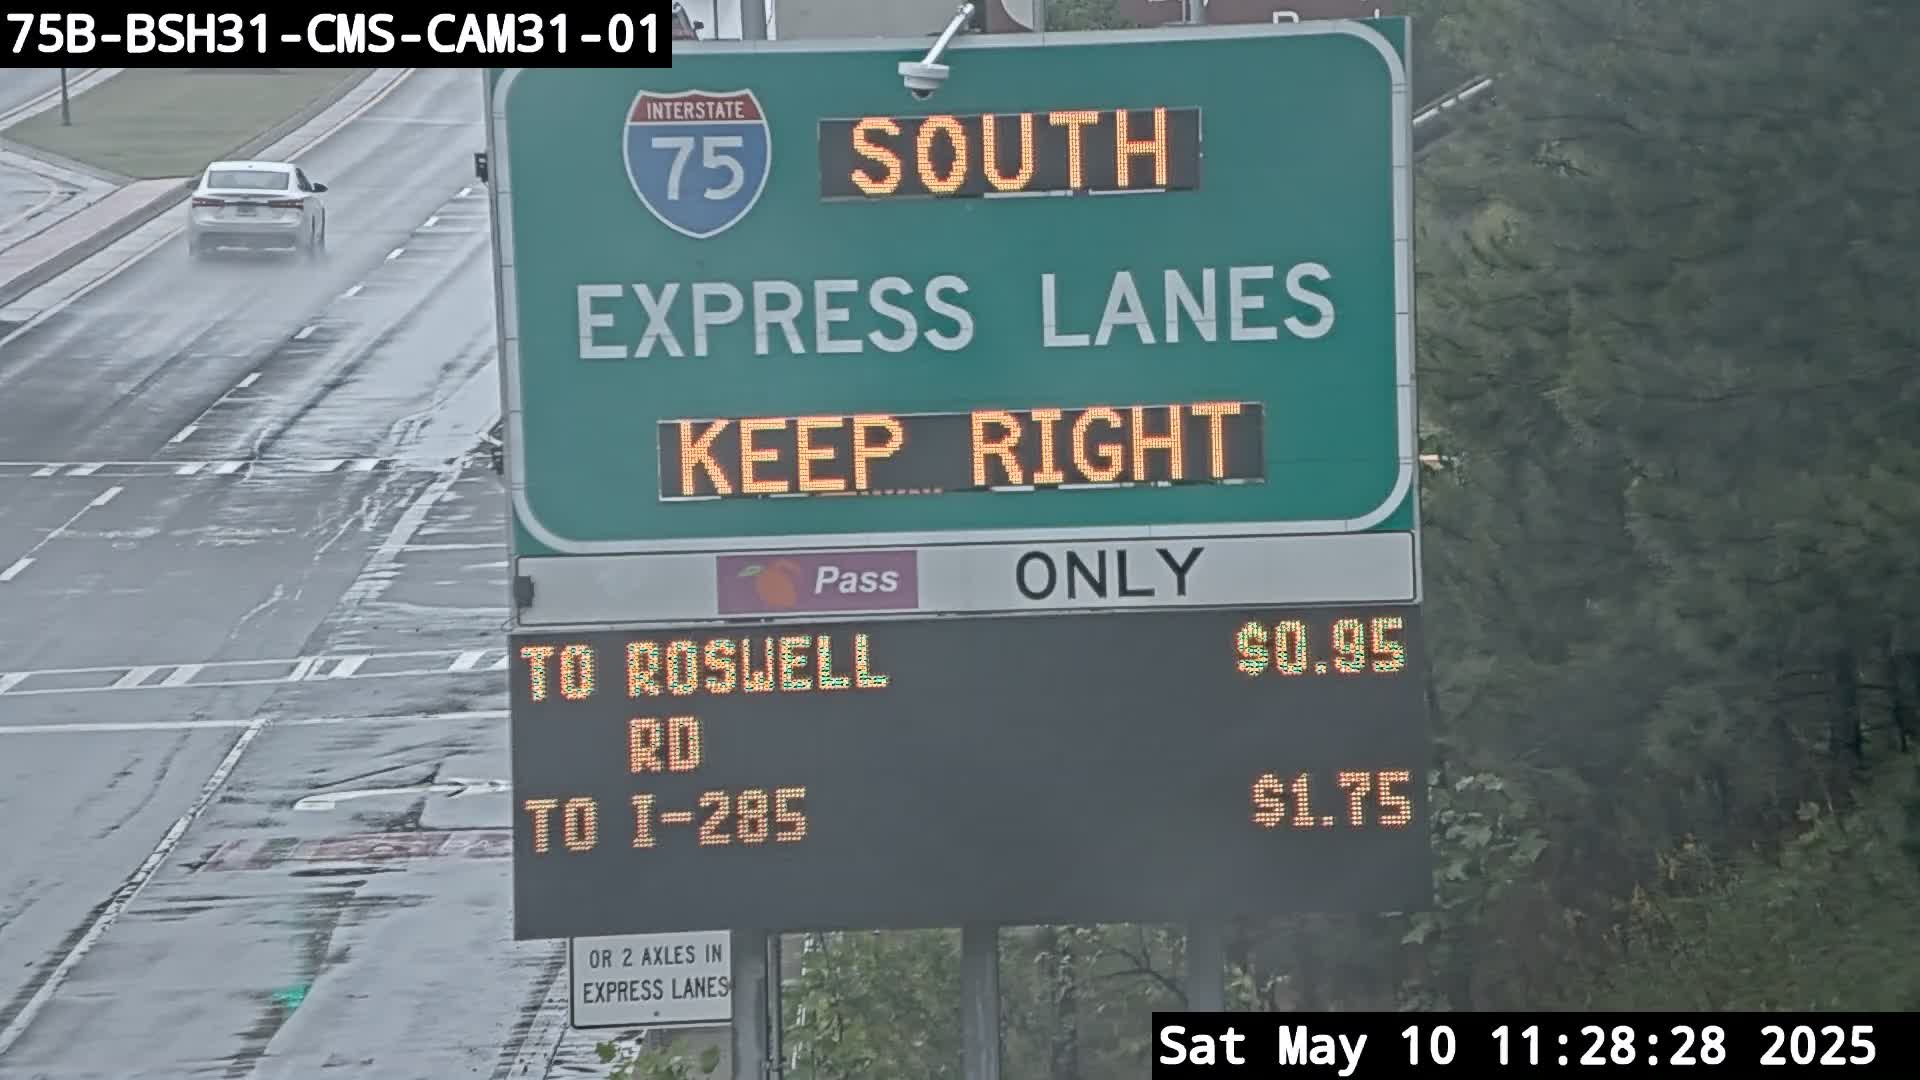 75B-BSH31-CMS-CAM31-01
INTERSTATE
75
SOUTH
EXPRESS LANES
KEEP RIGHT
Pass ONLY
TO ROSWELL $0.95
RD
TO I-285 $1.75
OR 2 AXLES IN
EXPRESS LANES
Sat May 10 11:28:28 2025